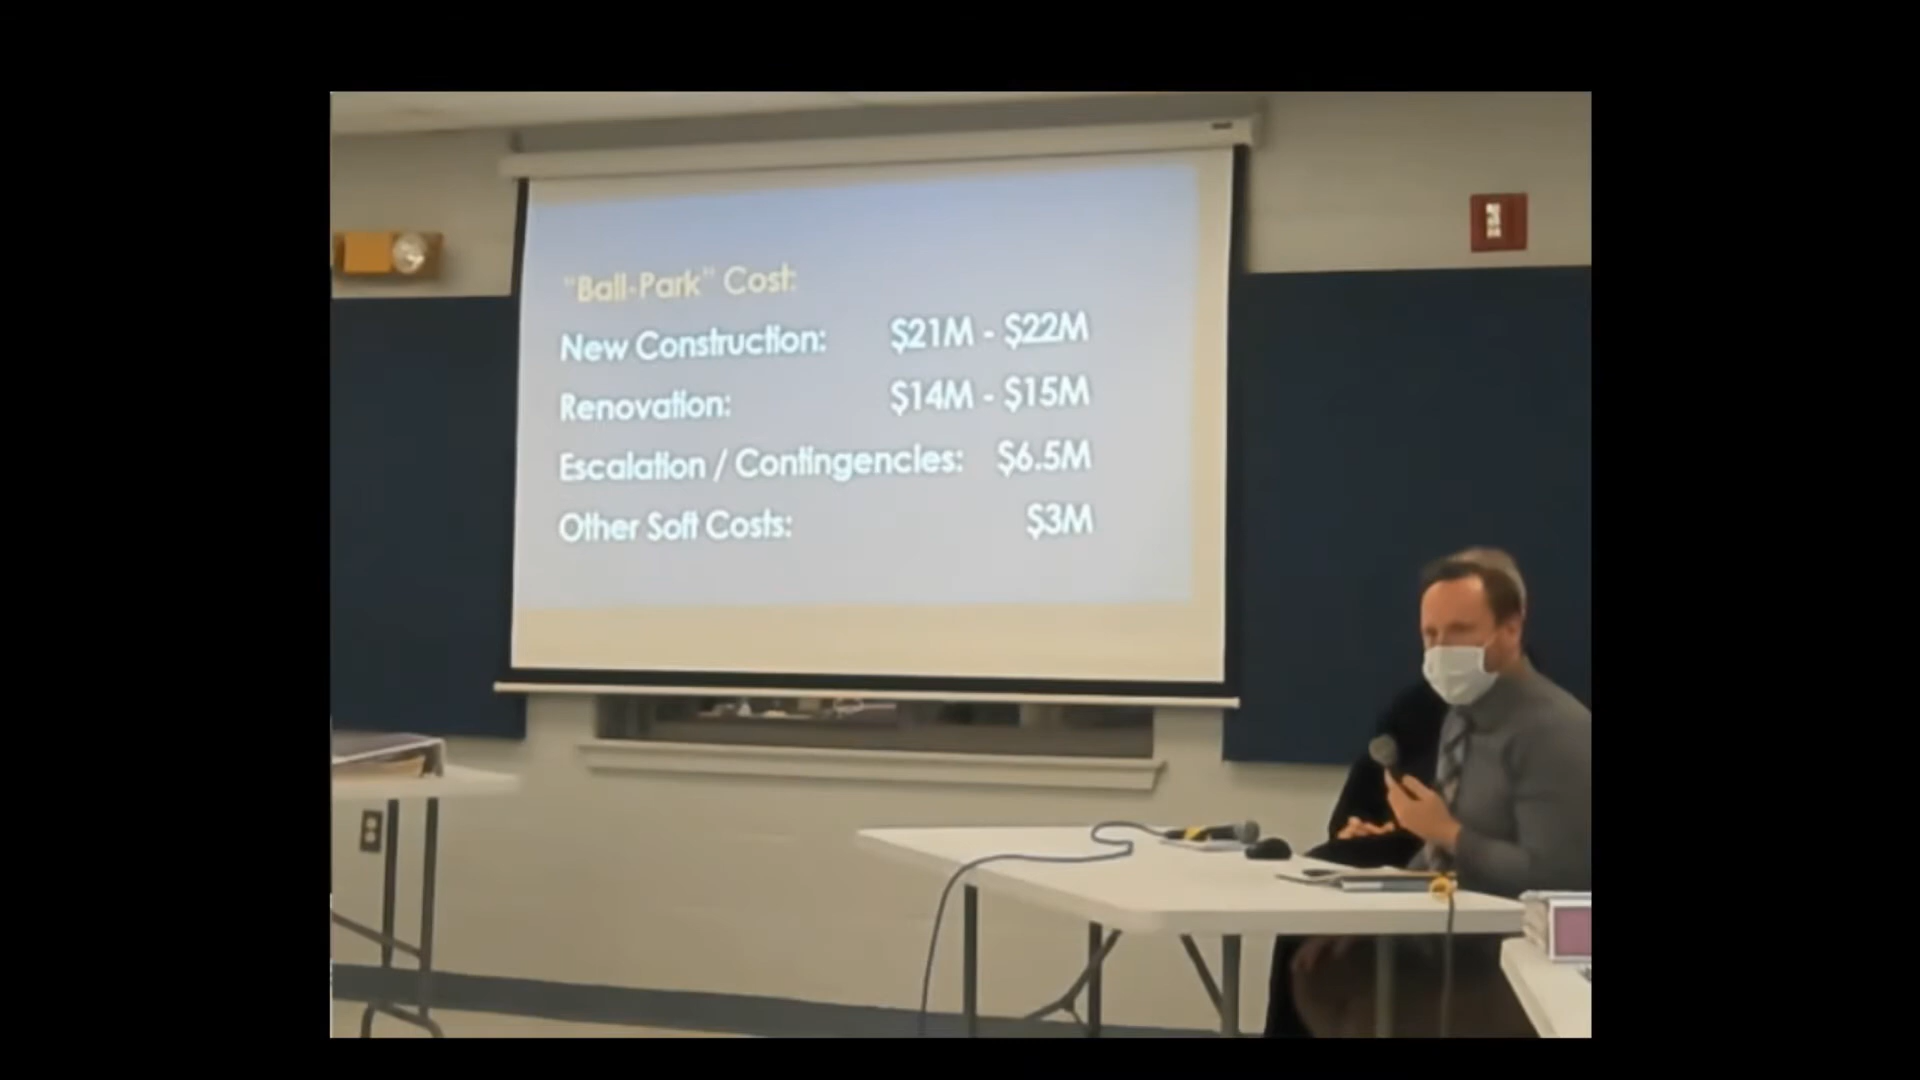 "Ball-Park" Cost:
New Construction: $21M - $22M
Renovation: $14M - $15M
Escalation / Contingencies: $6.5M
Other Soft Costs: $3M